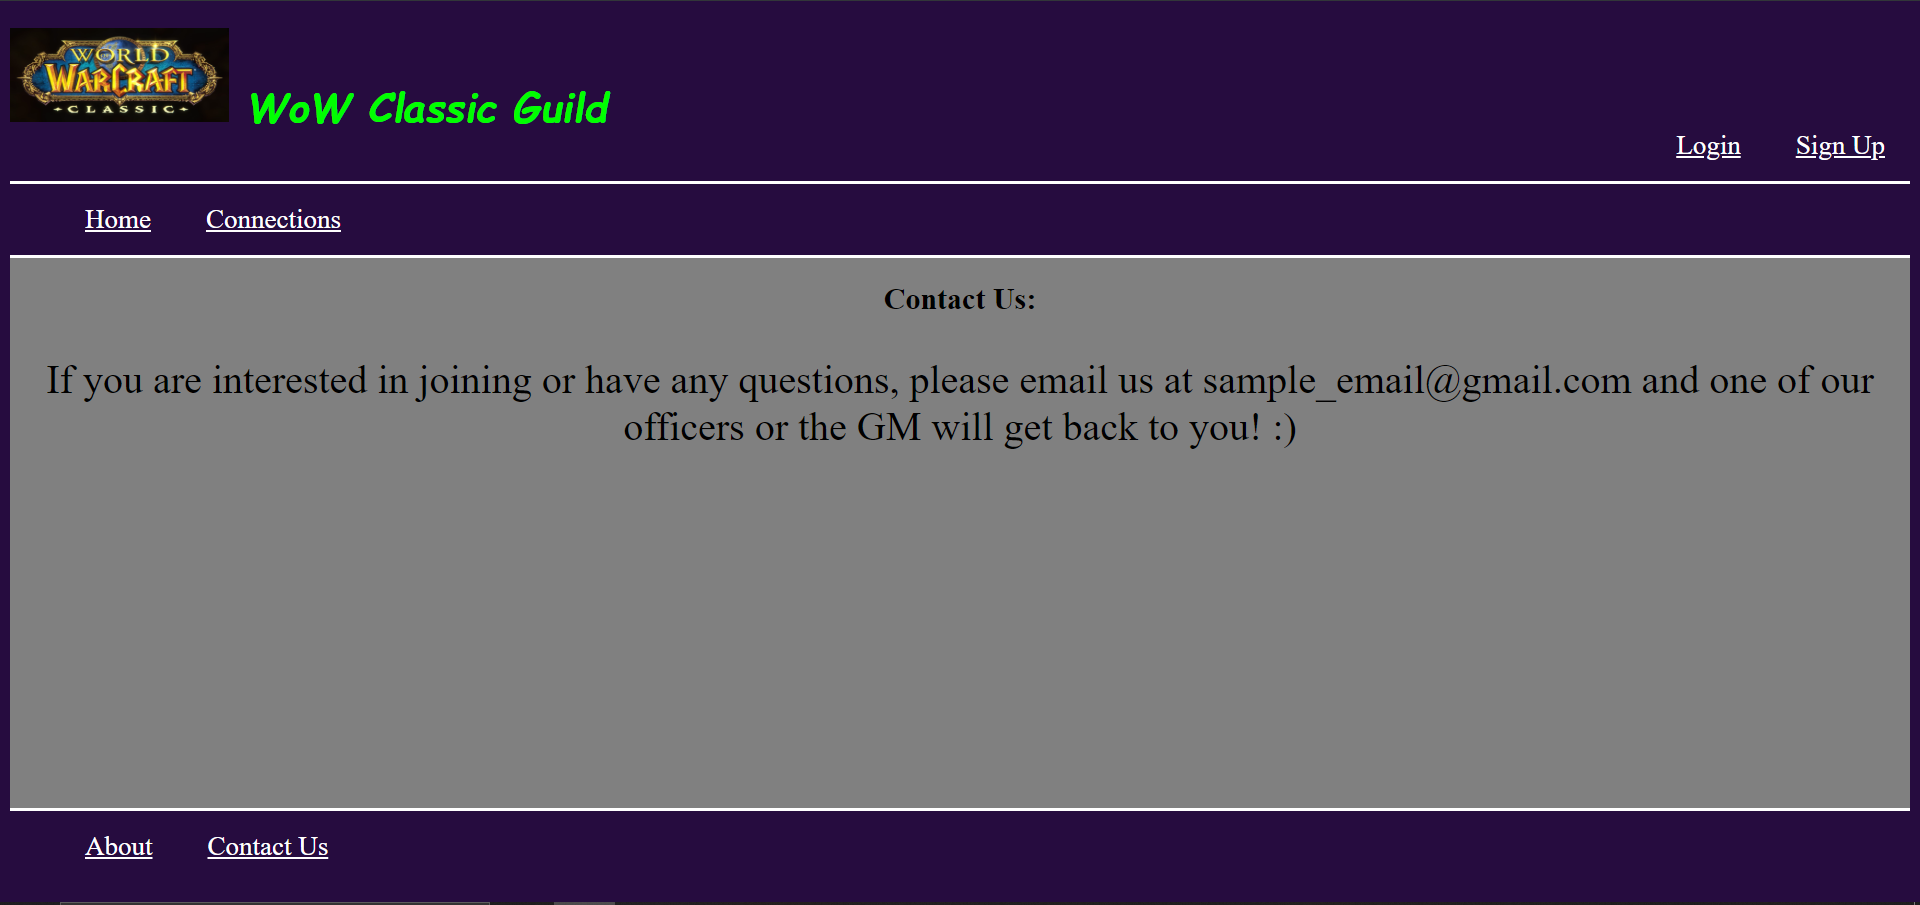 WORLD
OF
WARCRAFT
CLASSIC
WoW Classic Guild
Login Sign Up
Home Connections
Contact Us:
If you are interested in joining or have any questions, please email us at sample_email@gmail.com and one of our
officers or the GM will get back to you! :)
About Contact Us